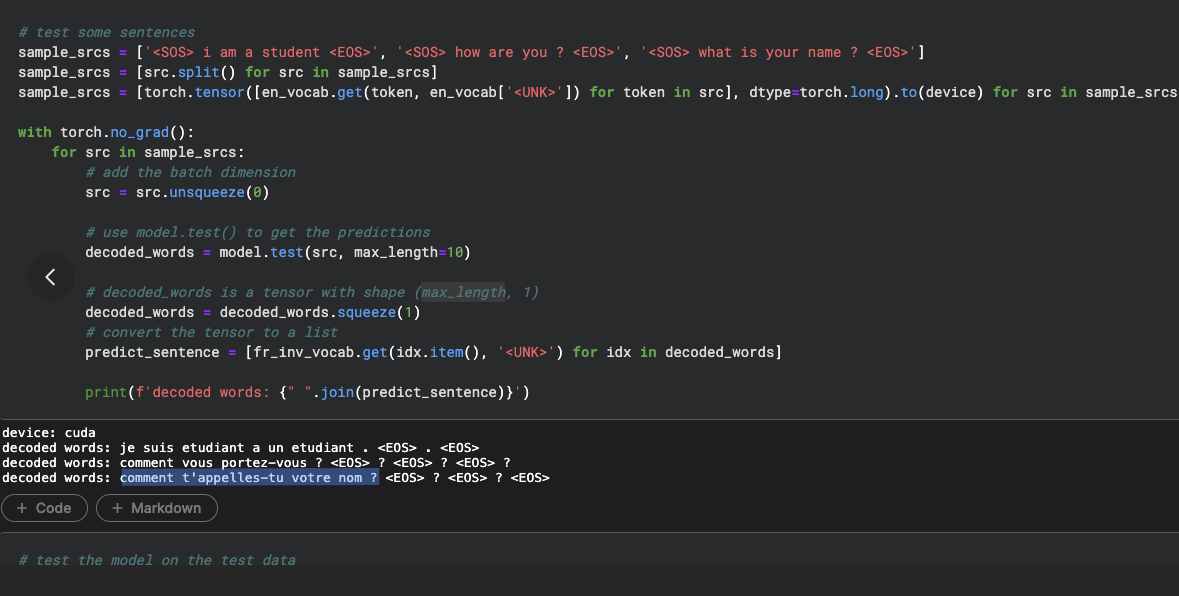 # test some sentences
sample_srcs = ['<SOS> i am a student <EOS>', '<SOS> how are you ? <EOS>', '<SOS> what is your name ? <EOS>']
sample_srcs = [src.split() for src in sample_srcs]
sample_srcs = [torch.tensor([en_vocab.get(token, en_vocab['<UNK>']) for token in src], dtype=torch.long).to(device) for src in sample_srcs
with torch.no_grad():
for src in sample_srcs:
# add the batch dimension
src = src.unsqueeze(0)
# use model.test() to get the predictions
decoded_words = model.test(src, max_length=10)
# decoded_words is a tensor with shape (max_length, 1)
decoded_words = decoded_words.squeeze(1)
# convert the tensor to a list
predict_sentence = [fr_inv_vocab.get(idx.item(), '<UNK>') for idx in decoded_words]
print(f'decoded words: {" ".join(predict_sentence)}')
device: cuda
decoded words: je suis etudiant a un etudiant . <EOS> . <EOS>
decoded words: comment vous portez-vous ? <EOS> ? <EOS> ? <EOS> ?
decoded words: comment t'appelles-tu votre nom ? <EOS> ? <EOS> ? <EOS>
+ Code + Markdown
# test the model on the test data